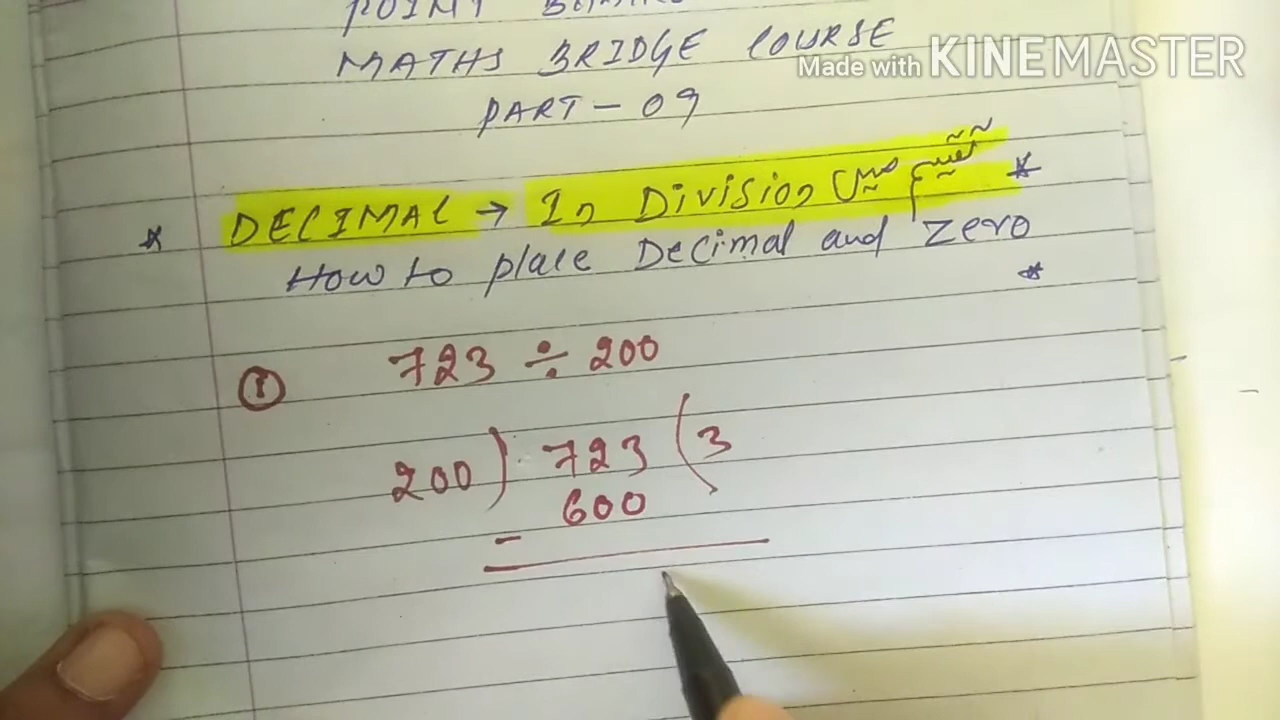 POINT
MATHS BRIDGE COURSE
Made with KINEMASTER
PART - 09
* DECIMAL → In Division میں *
How to place Decimal and Zero *
① 723 ÷ 200
200 ) 723 ( 3
- 600